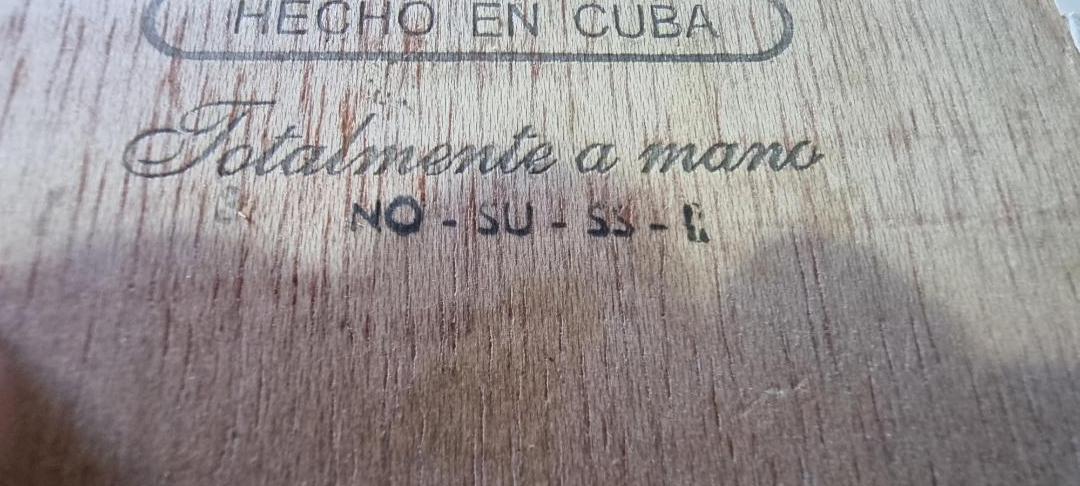 HECHO EN CUBA
Totalmente a mano
NO - SU - SS -